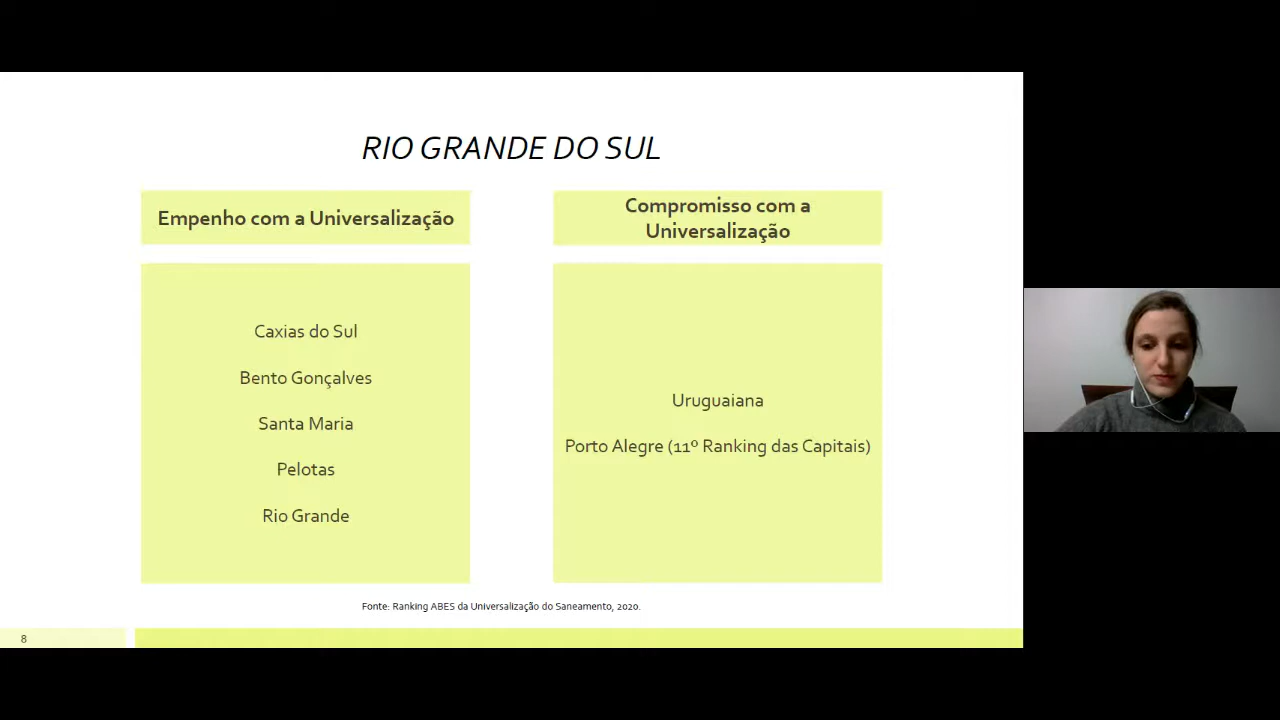 RIO GRANDE DO SUL
Empenho com a Universalização
Compromisso com a
Universalização
Caxias do Sul
Bento Gonçalves
Santa Maria
Pelotas
Rio Grande
Uruguaiana
Porto Alegre (11º Ranking das Capitais)
Fonte: Ranking ABES da Universalização do Saneamento, 2020.
8